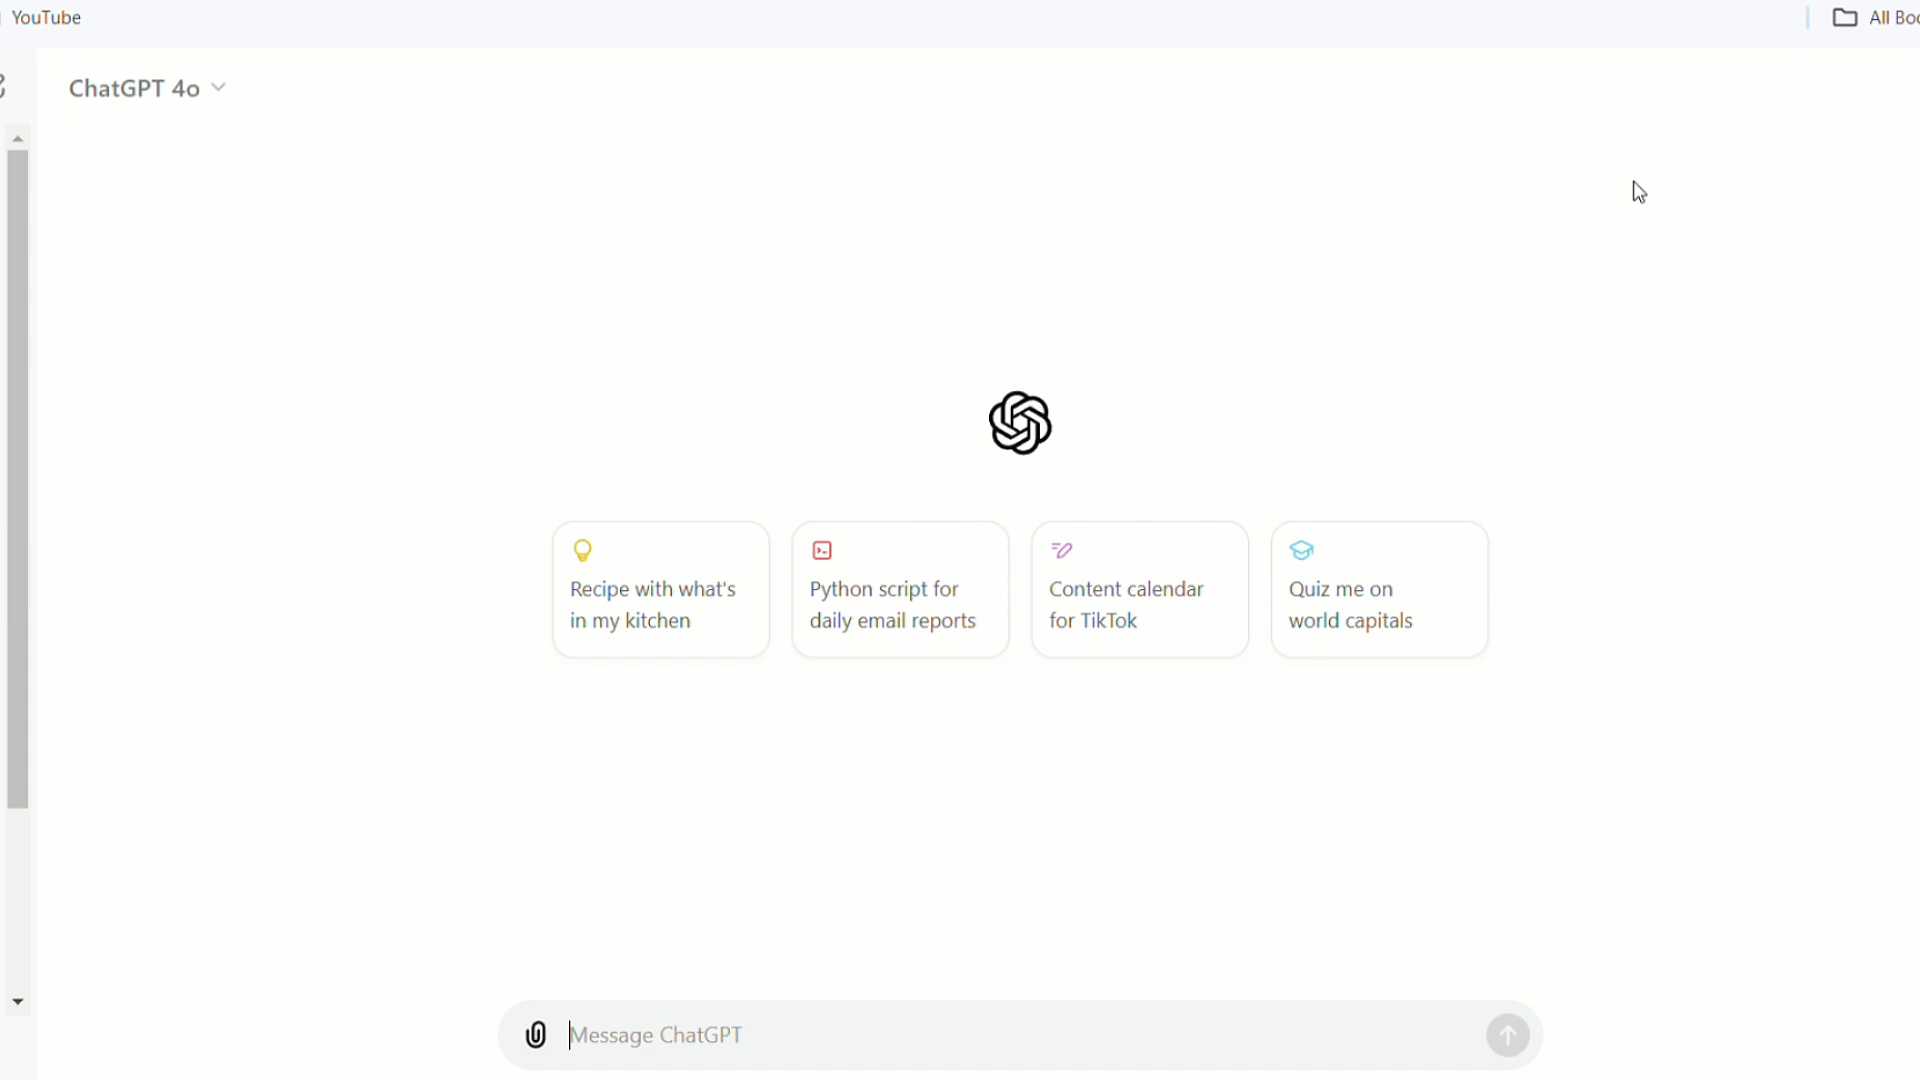 YouTube
All Boo
ChatGPT 4o
Recipe with what's
in my kitchen
Python script for
daily email reports
Content calendar
for TikTok
Quiz me on
world capitals
Message ChatGPT